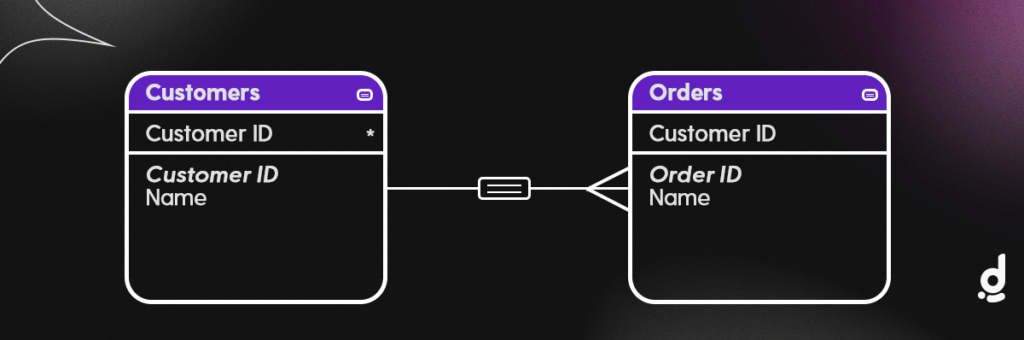 Customers
Customer ID *
Customer ID
Name
Orders
Customer ID
Order ID
Name